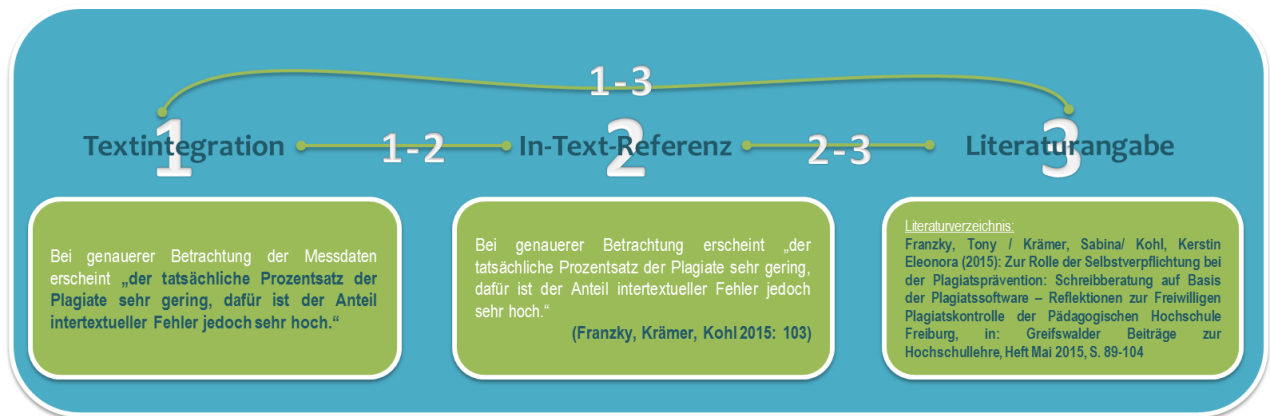 1-3
1
Textintegration
1-2
2
In-Text-Referenz
2-3
3
Literaturangabe
Bei genauerer Betrachtung der Messdaten
erscheint „der tatsächliche Prozentsatz der
Plagiate sehr gering, dafür ist der Anteil
intertextueller Fehler jedoch sehr hoch.“
Bei genauerer Betrachtung erscheint „der
tatsächliche Prozentsatz der Plagiate sehr gering,
dafür ist der Anteil intertextueller Fehler jedoch
sehr hoch.“
(Franzky, Krämer, Kohl 2015: 103)
Literaturverzeichnis:
Franzky, Tony / Krämer, Sabina/ Kohl, Kerstin
Eleonora (2015): Zur Rolle der Selbstverpflichtung bei
der Plagiatsprävention: Schreibberatung auf Basis
der Plagiatssoftware – Reflektionen zur Freiwilligen
Plagiatskontrolle der Pädagogischen Hochschule
Freiburg, in: Greifswalder Beiträge zur
Hochschullehre, Heft Mai 2015, S. 89-104